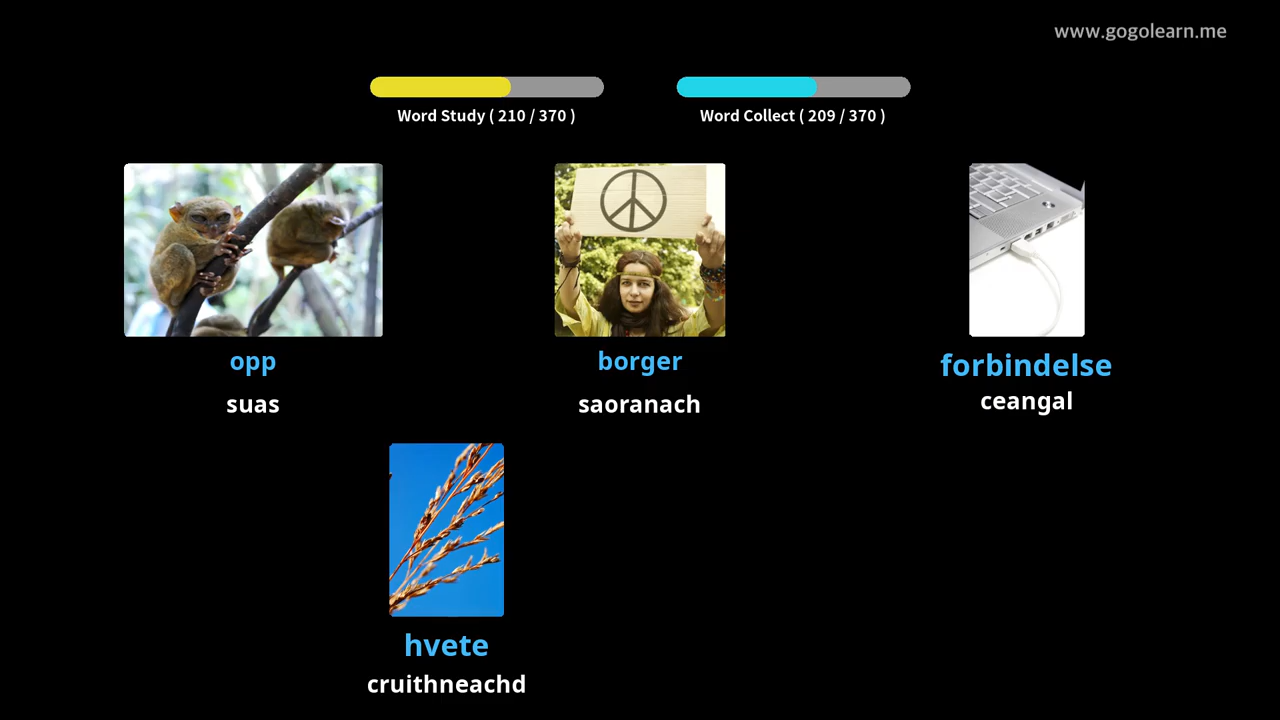 www.gogolearn.me
Word Study ( 210 / 370 )
Word Collect ( 209 / 370 )
opp
suas
borger
saoranach
forbindelse
ceangal
hvete
cruithneachd